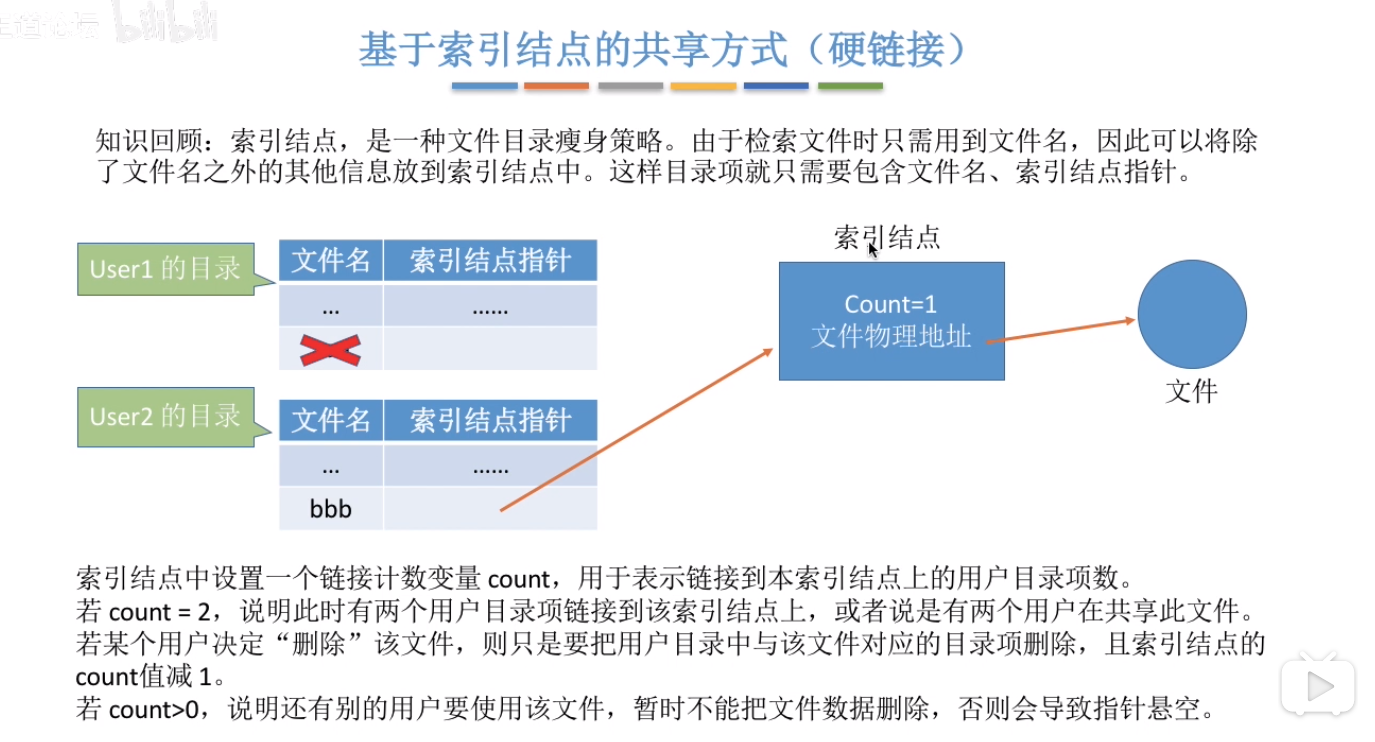 bilibili
基于索引结点的共享方式（硬链接）
知识回顾：索引结点，是一种文件目录瘦身策略。由于检索文件时只需用到文件名，因此可以将除
了文件名之外的其他信息放到索引结点中。这样目录项就只需要包含文件名、索引结点指针。
User1 的目录
文件名 索引结点指针
... ......
User2 的目录
文件名 索引结点指针
... ......
bbb
索引结点
Count=1
文件物理地址
文件
索引结点中设置一个链接计数变量 count，用于表示链接到本索引结点上的用户目录项数。
若 count = 2，说明此时有两个用户目录项链接到该索引结点上，或者说是有两个用户在共享此文件。
若某个用户决定“删除”该文件，则只是要把用户目录中与该文件对应的目录项删除，且索引结点的
count值减 1。
若 count>0，说明还有别的用户要使用该文件，暂时不能把文件数据删除，否则会导致指针悬空。